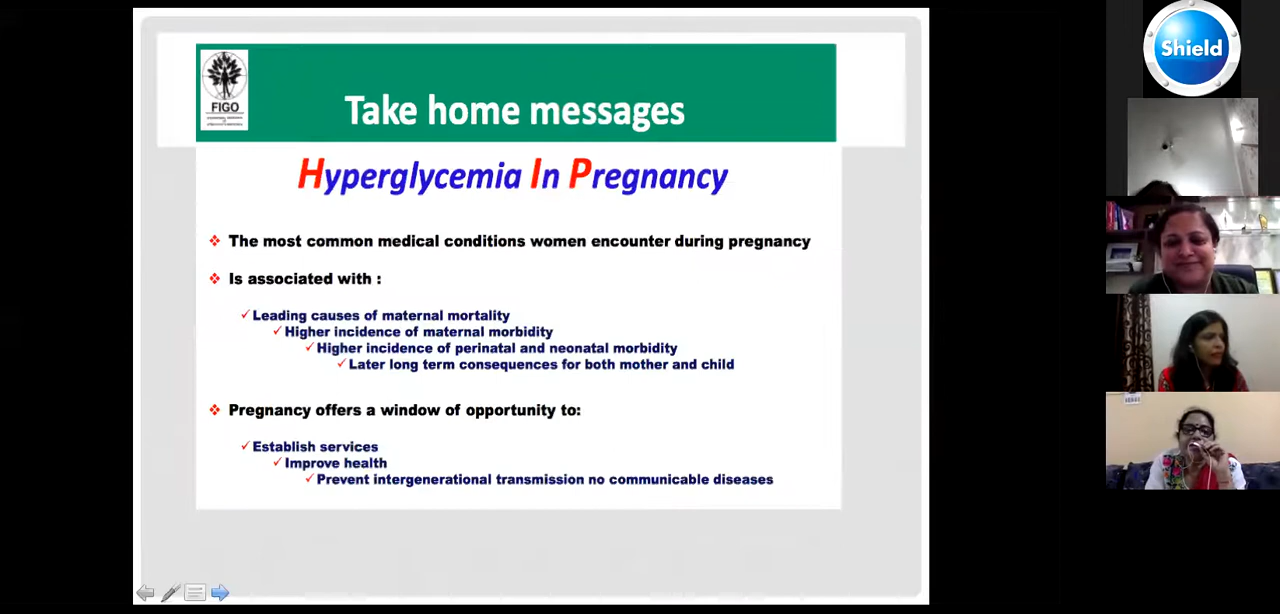 FIGO
Take home messages
Hyperglycemia In Pregnancy
The most common medical conditions women encounter during pregnancy
Is associated with :
Leading causes of maternal mortality
Higher incidence of maternal morbidity
Higher incidence of perinatal and neonatal morbidity
Later long term consequences for both mother and child
Pregnancy offers a window of opportunity to:
Establish services
Improve health
Prevent intergenerational transmission no communicable diseases
Shield